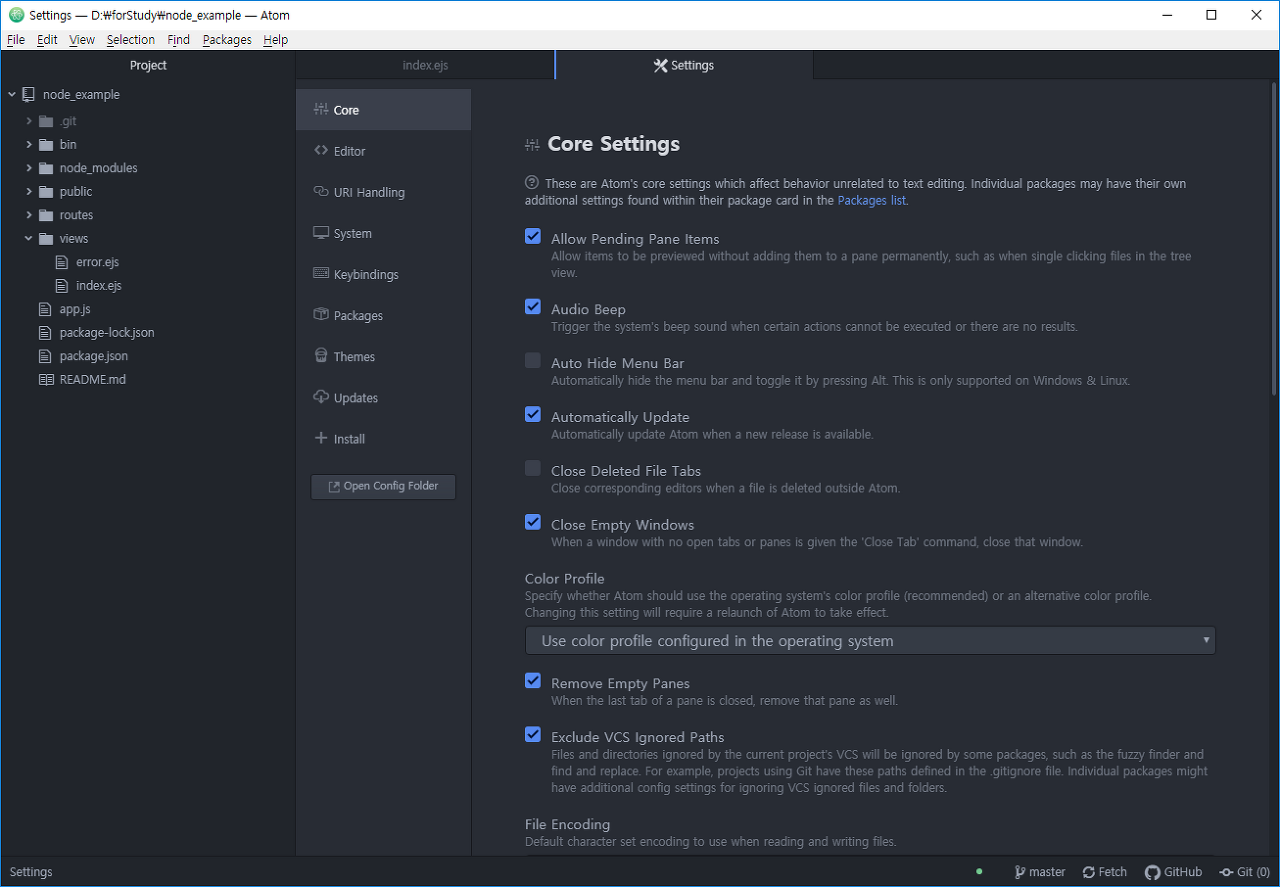 Settings — D:₩forStudy₩node_example — Atom
File Edit View Selection Find Packages Help
Project
index.ejs
Settings
node_example
.git
bin
node_modules
public
routes
views
error.ejs
index.ejs
app.js
package-lock.json
package.json
README.md
Core
Editor
URI Handling
System
Keybindings
Packages
Themes
Updates
Install
Open Config Folder
Core Settings
These are Atom's core settings which affect behavior unrelated to text editing. Individual packages may have their own
additional settings found within their package card in the Packages list.
Allow Pending Pane Items
Allow items to be previewed without adding them to a pane permanently, such as when single clicking files in the tree
view.
Audio Beep
Trigger the system's beep sound when certain actions cannot be executed or there are no results.
Auto Hide Menu Bar
Automatically hide the menu bar and toggle it by pressing Alt. This is only supported on Windows & Linux.
Automatically Update
Automatically update Atom when a new release is available.
Close Deleted File Tabs
Close corresponding editors when a file is deleted outside Atom.
Close Empty Windows
When a window with no open tabs or panes is given the 'Close Tab' command, close that window.
Color Profile
Specify whether Atom should use the operating system's color profile (recommended) or an alternative color profile.
Changing this setting will require a relaunch of Atom to take effect.
Use color profile configured in the operating system
Remove Empty Panes
When the last tab of a pane is closed, remove that pane as well.
Exclude VCS Ignored Paths
Files and directories ignored by the current project's VCS will be ignored by some packages, such as the fuzzy finder and
find and replace. For example, projects using Git have these paths defined in the .gitignore file. Individual packages might
have additional config settings for ignoring VCS ignored files and folders.
File Encoding
Default character set encoding to use when reading and writing files.
Settings
master Fetch GitHub Git (0)